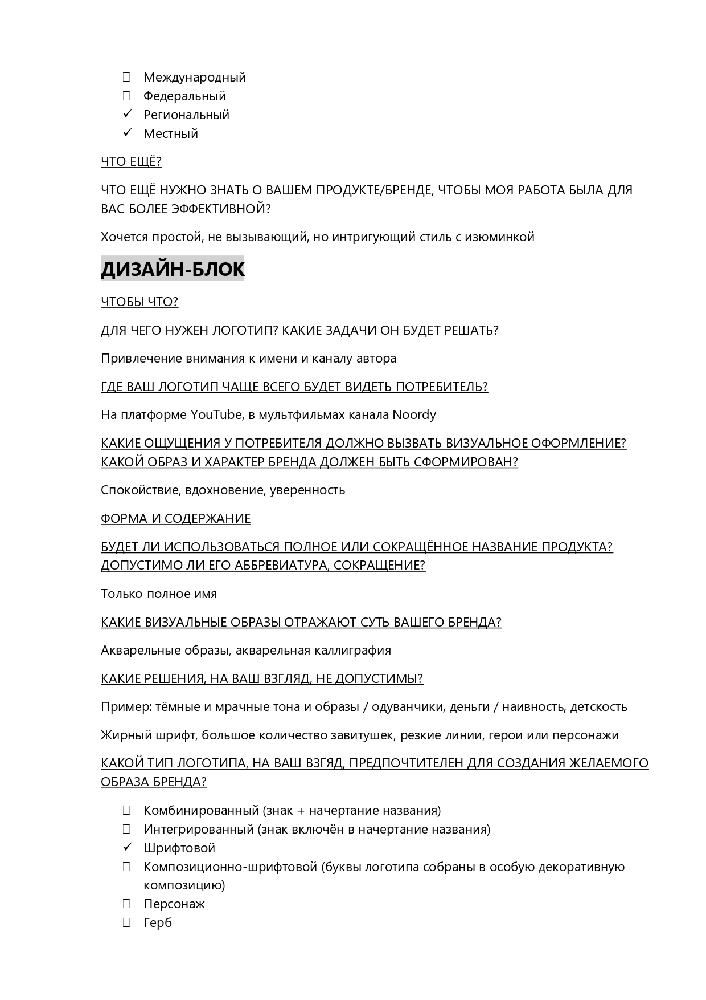 ☐ Международный
☐ Федеральный
✓ Региональный
✓ Местный
ЧТО ЕЩЁ?
ЧТО ЕЩЁ НУЖНО ЗНАТЬ О ВАШЕМ ПРОДУКТЕ/БРЕНДЕ, ЧТОБЫ МОЯ РАБОТА БЫЛА ДЛЯ
ВАС БОЛЕЕ ЭФФЕКТИВНОЙ?
Хочется простой, не вызывающий, но интригующий стиль с изюминкой
ДИЗАЙН-БЛОК
ЧТОБЫ ЧТО?
ДЛЯ ЧЕГО НУЖЕН ЛОГОТИП? КАКИЕ ЗАДАЧИ ОН БУДЕТ РЕШАТЬ?
Привлечение внимания к имени и каналу автора
ГДЕ ВАШ ЛОГОТИП ЧАЩЕ ВСЕГО БУДЕТ ВИДЕТЬ ПОТРЕБИТЕЛЬ?
На платформе YouTube, в мультфильмах канала Noordy
КАКИЕ ОЩУЩЕНИЯ У ПОТРЕБИТЕЛЯ ДОЛЖНО ВЫЗВАТЬ ВИЗУАЛЬНОЕ ОФОРМЛЕНИЕ?
КАКОЙ ОБРАЗ И ХАРАКТЕР БРЕНДА ДОЛЖЕН БЫТЬ СФОРМИРОВАН?
Спокойствие, вдохновение, уверенность
ФОРМА И СОДЕРЖАНИЕ
БУДЕТ ЛИ ИСПОЛЬЗОВАТЬСЯ ПОЛНОЕ ИЛИ СОКРАЩЁННОЕ НАЗВАНИЕ ПРОДУКТА?
ДОПУСТИМО ЛИ ЕГО АББРЕВИАТУРА, СОКРАЩЕНИЕ?
Только полное имя
КАКИЕ ВИЗУАЛЬНЫЕ ОБРАЗЫ ОТРАЖАЮТ СУТЬ ВАШЕГО БРЕНДА?
Акварельные образы, акварельная каллиграфия
КАКИЕ РЕШЕНИЯ, НА ВАШ ВЗГЛЯД, НЕ ДОПУСТИМЫ?
Пример: тёмные и мрачные тона и образы / одуванчики, деньги / наивность, детскость
Жирный шрифт, большое количество завитушек, резкие линии, герои или персонажи
КАКОЙ ТИП ЛОГОТИПА, НА ВАШ ВЗГЯД, ПРЕДПОЧТИТЕЛЕН ДЛЯ СОЗДАНИЯ ЖЕЛАЕМОГО
ОБРАЗА БРЕНДА?
☐ Комбинированный (знак + начертание названия)
☐ Интегрированный (знак включён в начертание названия)
✓ Шрифтовой
☐ Композиционно-шрифтовой (буквы логотипа собраны в особую декоративную
композицию)
☐ Персонаж
☐ Герб